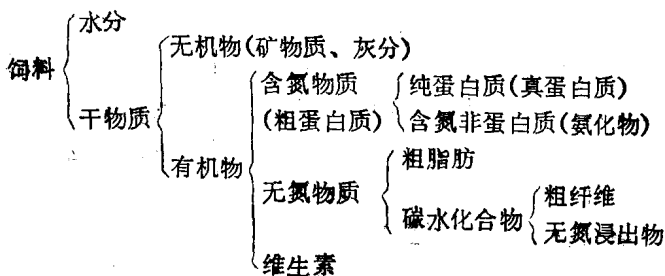 水分
无机物(矿物质、灰分)
饲料
含氮物质
纯蛋白质(真蛋白质)
干物质
(粗蛋白质)
含氮非蛋白质(氨化物)
有机物
粗脂肪
无氮物质
粗纤维
碳水化合物
无氮浸出物
维生素